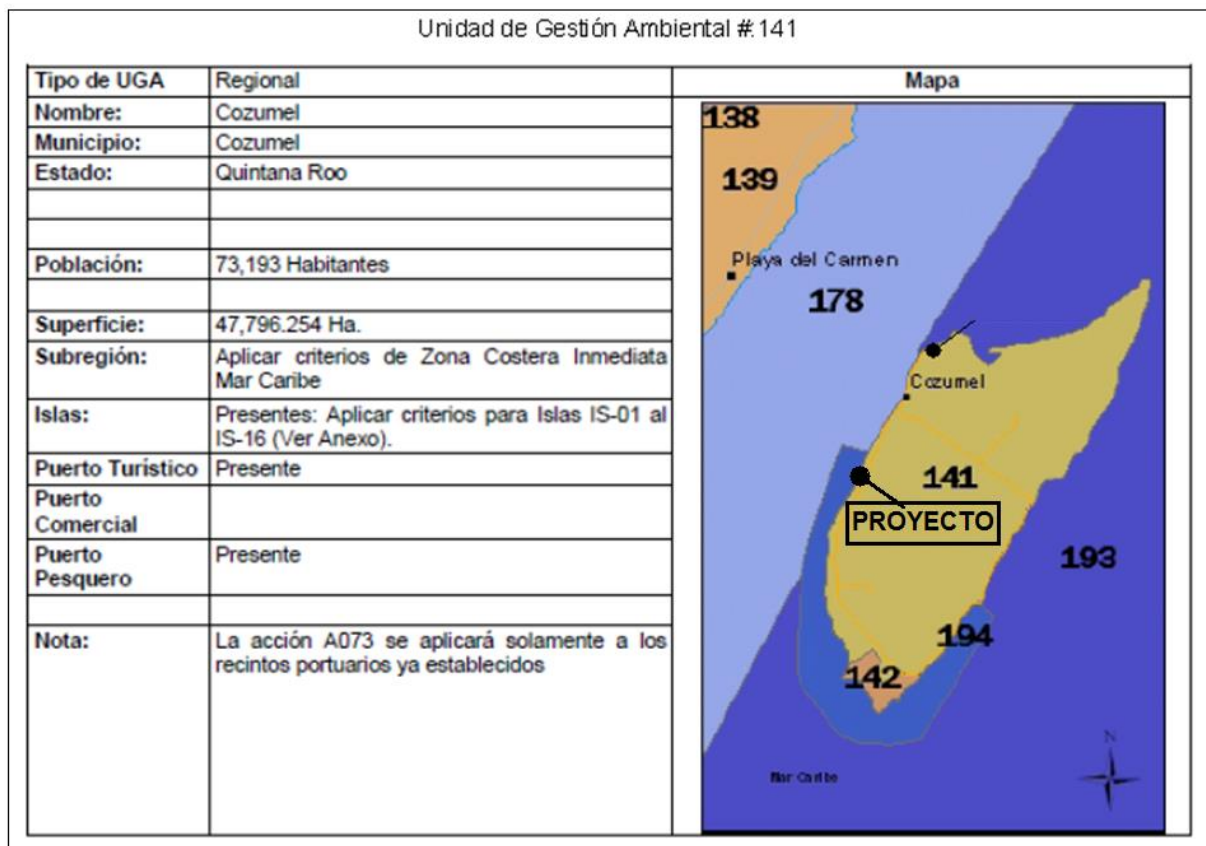 Unidad de Gestión Ambiental #.141
Tipo de UGA Regional Mapa
Nombre: Cozumel
Municipio: Cozumel
Estado: Quintana Roo
Población: 73,193 Habitantes
Superficie: 47,796.254 Ha.
Subregión: Aplicar criterios de Zona Costera Inmediata
Mar Caribe
Islas: Presentes: Aplicar criterios para Islas IS-01 al
IS-16 (Ver Anexo).
Puerto Turístico Presente
Puerto
Comercial
Puerto Presente
Pesquero
Nota: La acción A073 se aplicará solamente a los
recintos portuarios ya establecidos
138
139
Playa del Carmen
178
Cozumel
141
PROYECTO
193
194
142
N
Mar Caribe